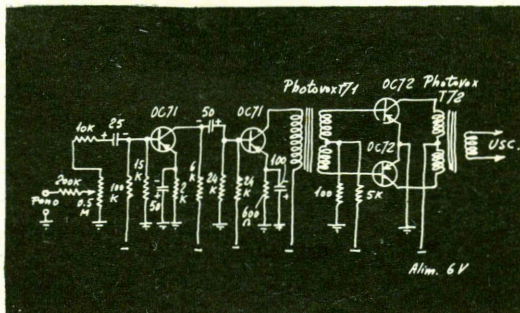 Photovox T71
OC72
Photovox
T72
10K
25
OC71
50
OC71
OC72
USC.
200K
Fono
0.5
M
100
K
15
K
50
2
K
6
K
24
K
24
K
600
Ω
100
100
5K
Alim. 6V